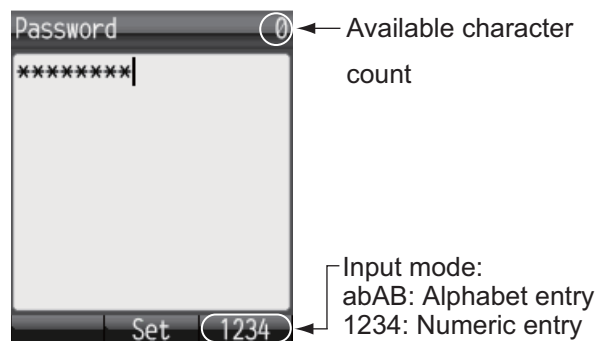 Password 0
********
Set 1234
Available character
count
Input mode:
abAB: Alphabet entry
1234: Numeric entry